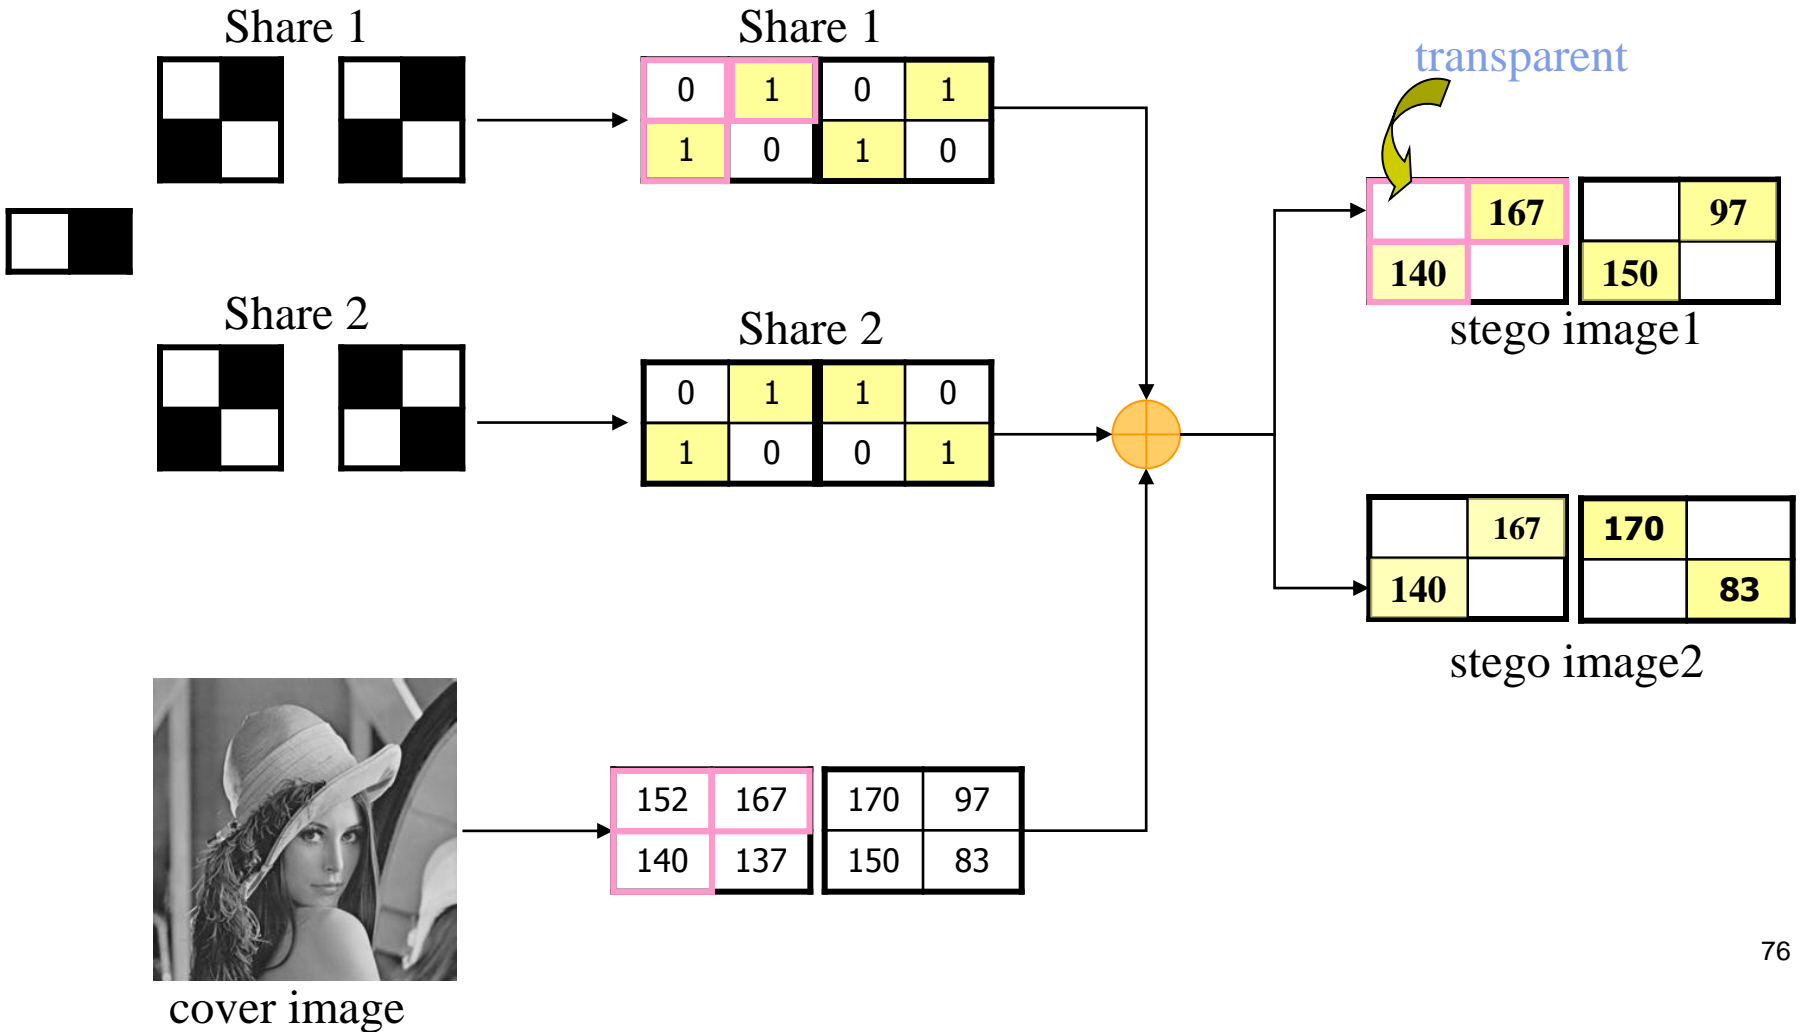 Share 1
Share 1
transparent
0 1 0 1
1 0 1 0
167 97
140 150
stego image1
Share 2
Share 2
0 1 1 0
1 0 0 1
167 170
140 83
stego image2
152 167 170 97
140 137 150 83
cover image
76